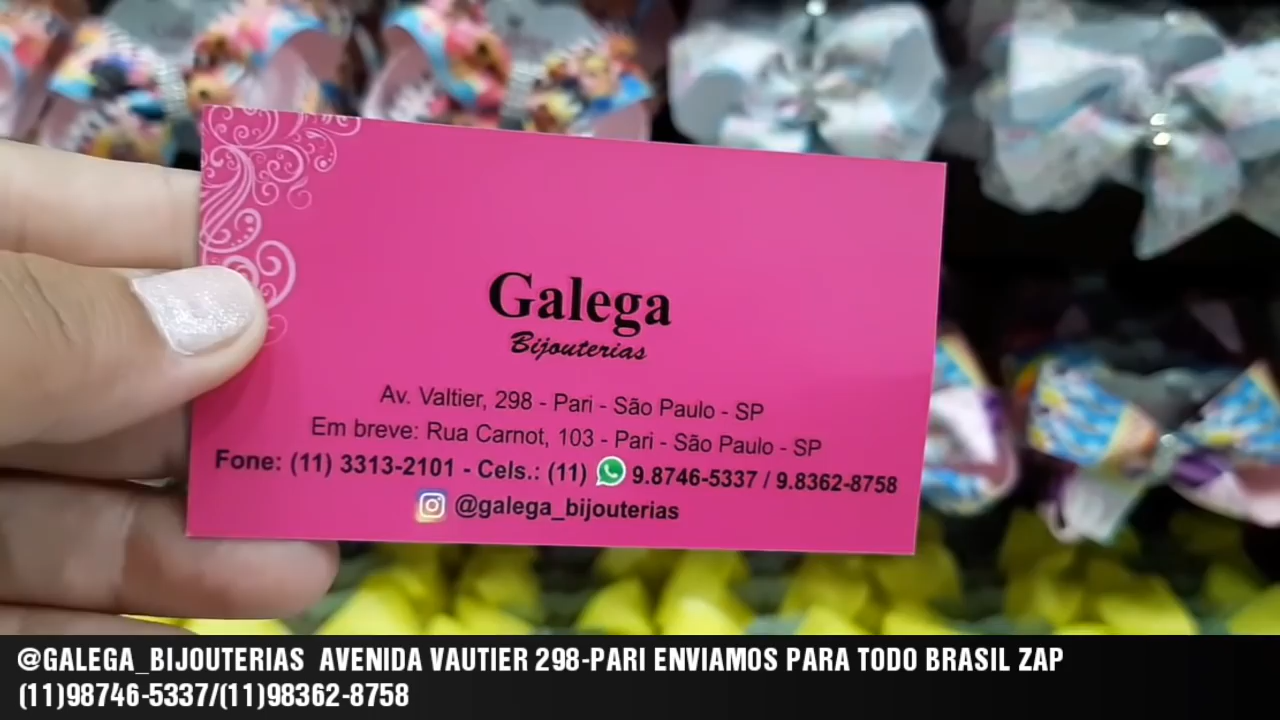 Galega
Bijouterias
Av. Valtier, 298 - Pari - São Paulo - SP
Em breve: Rua Carnot, 103 - Pari - São Paulo - SP
Fone: (11) 3313-2101 - Cels.: (11) 9.8746-5337 / 9.8362-8758
@galega_bijouterias
@GALEGA_BIJOUTERIAS AVENIDA VAUTIER 298-PARI ENVIAMOS PARA TODO BRASIL ZAP
(11)98746-5337/(11)98362-8758